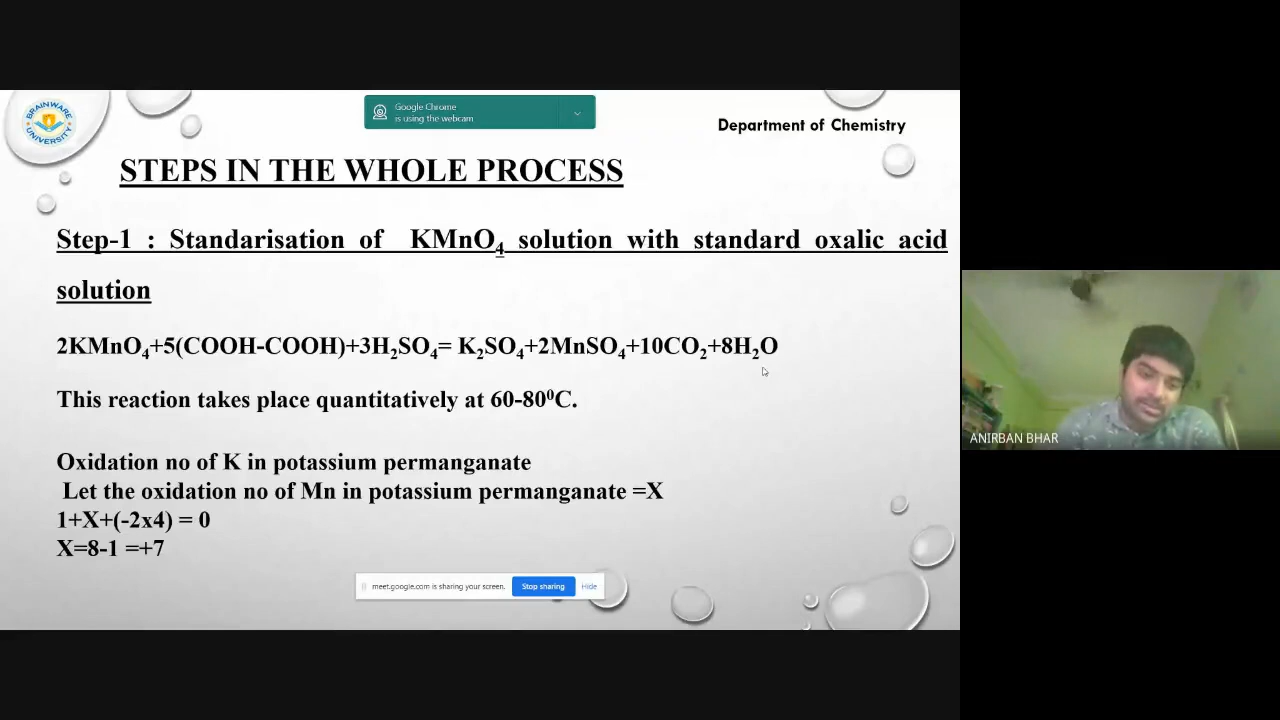 BRAINWARE UNIVERSITY
Google Chrome
is using the webcam
Department of Chemistry
STEPS IN THE WHOLE PROCESS
Step-1 : Standarisation of KMnO₄ solution with standard oxalic acid
solution
2KMnO₄+5(COOH-COOH)+3H₂SO₄= K₂SO₄+2MnSO₄+10CO₂+8H₂O
This reaction takes place quantitatively at 60-80⁰C.
Oxidation no of K in potassium permanganate
Let the oxidation no of Mn in potassium permanganate =X
1+X+(-2x4) = 0
X=8-1 =+7
meet.google.com is sharing your screen. Stop sharing Hide
ANIRBAN BHAR